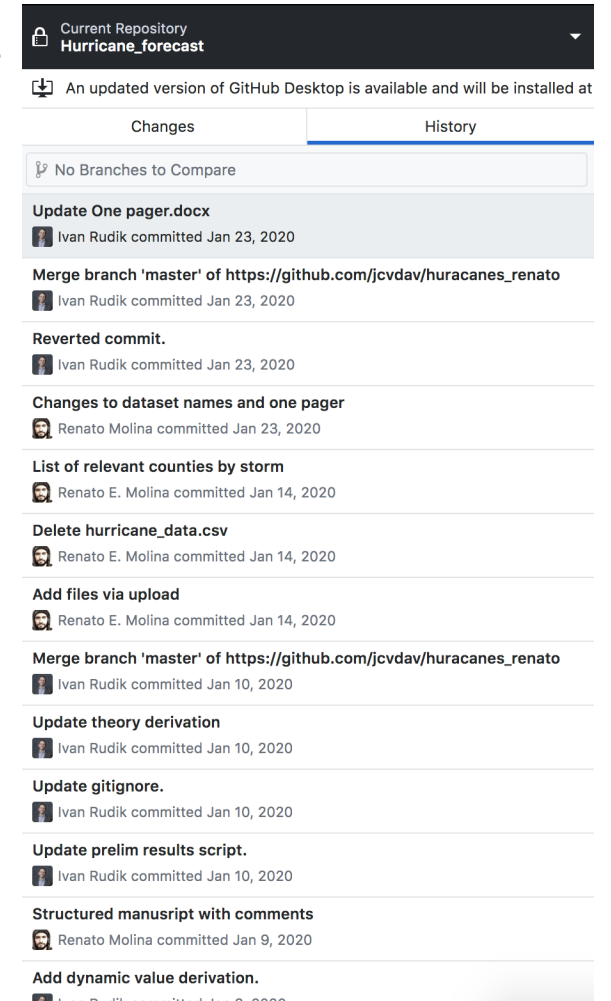 Current Repository
Hurricane_forecast
An updated version of GitHub Desktop is available and will be installed at
Changes
History
No Branches to Compare
Update One pager.docx
Ivan Rudik committed Jan 23, 2020
Merge branch 'master' of https://github.com/jcvdav/huracanes_renato
Ivan Rudik committed Jan 23, 2020
Reverted commit.
Ivan Rudik committed Jan 23, 2020
Changes to dataset names and one pager
Renato Molina committed Jan 23, 2020
List of relevant counties by storm
Renato E. Molina committed Jan 14, 2020
Delete hurricane_data.csv
Renato E. Molina committed Jan 14, 2020
Add files via upload
Renato E. Molina committed Jan 14, 2020
Merge branch 'master' of https://github.com/jcvdav/huracanes_renato
Ivan Rudik committed Jan 10, 2020
Update theory derivation
Ivan Rudik committed Jan 10, 2020
Update gitignore.
Ivan Rudik committed Jan 10, 2020
Update prelim results script.
Ivan Rudik committed Jan 10, 2020
Structured manusript with comments
Renato Molina committed Jan 9, 2020
Add dynamic value derivation.